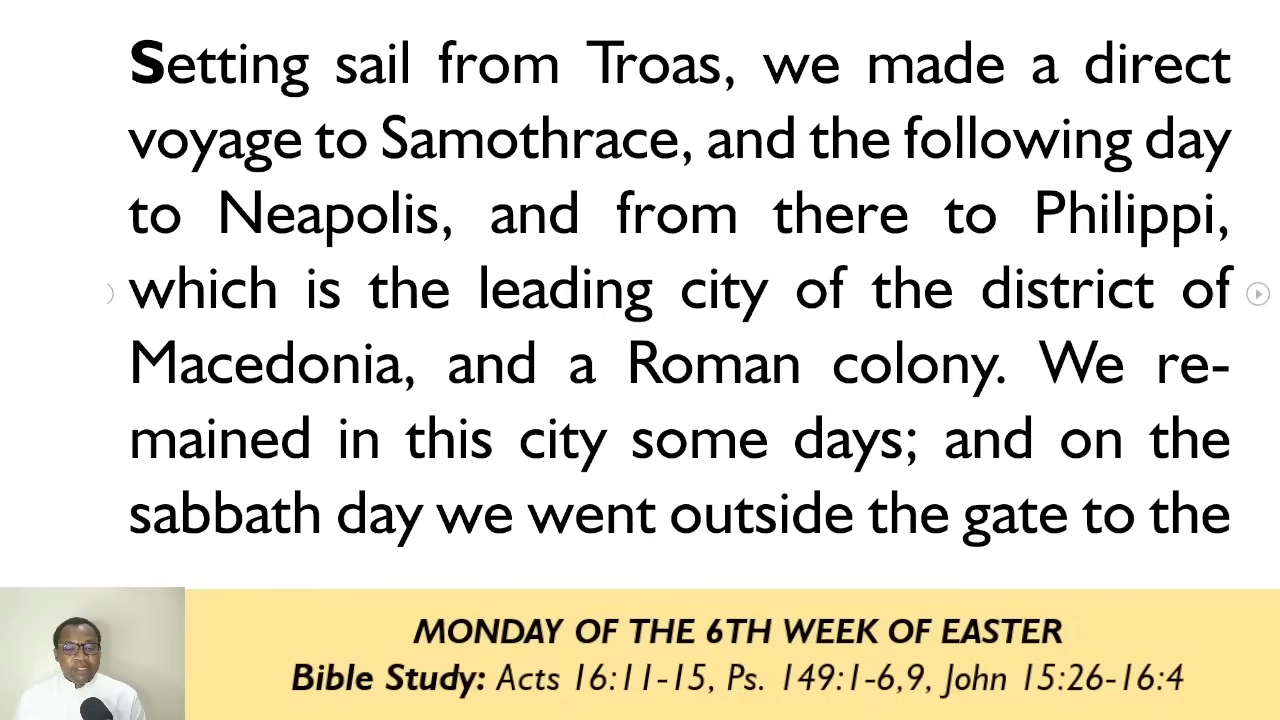 Setting sail from Troas, we made a direct
voyage to Samothrace, and the following day
to Neapolis, and from there to Philippi,
which is the leading city of the district of
Macedonia, and a Roman colony. We re-
mained in this city some days; and on the
sabbath day we went outside the gate to the
MONDAY OF THE 6TH WEEK OF EASTER
Bible Study: Acts 16:11-15, Ps. 149:1-6,9, John 15:26-16:4